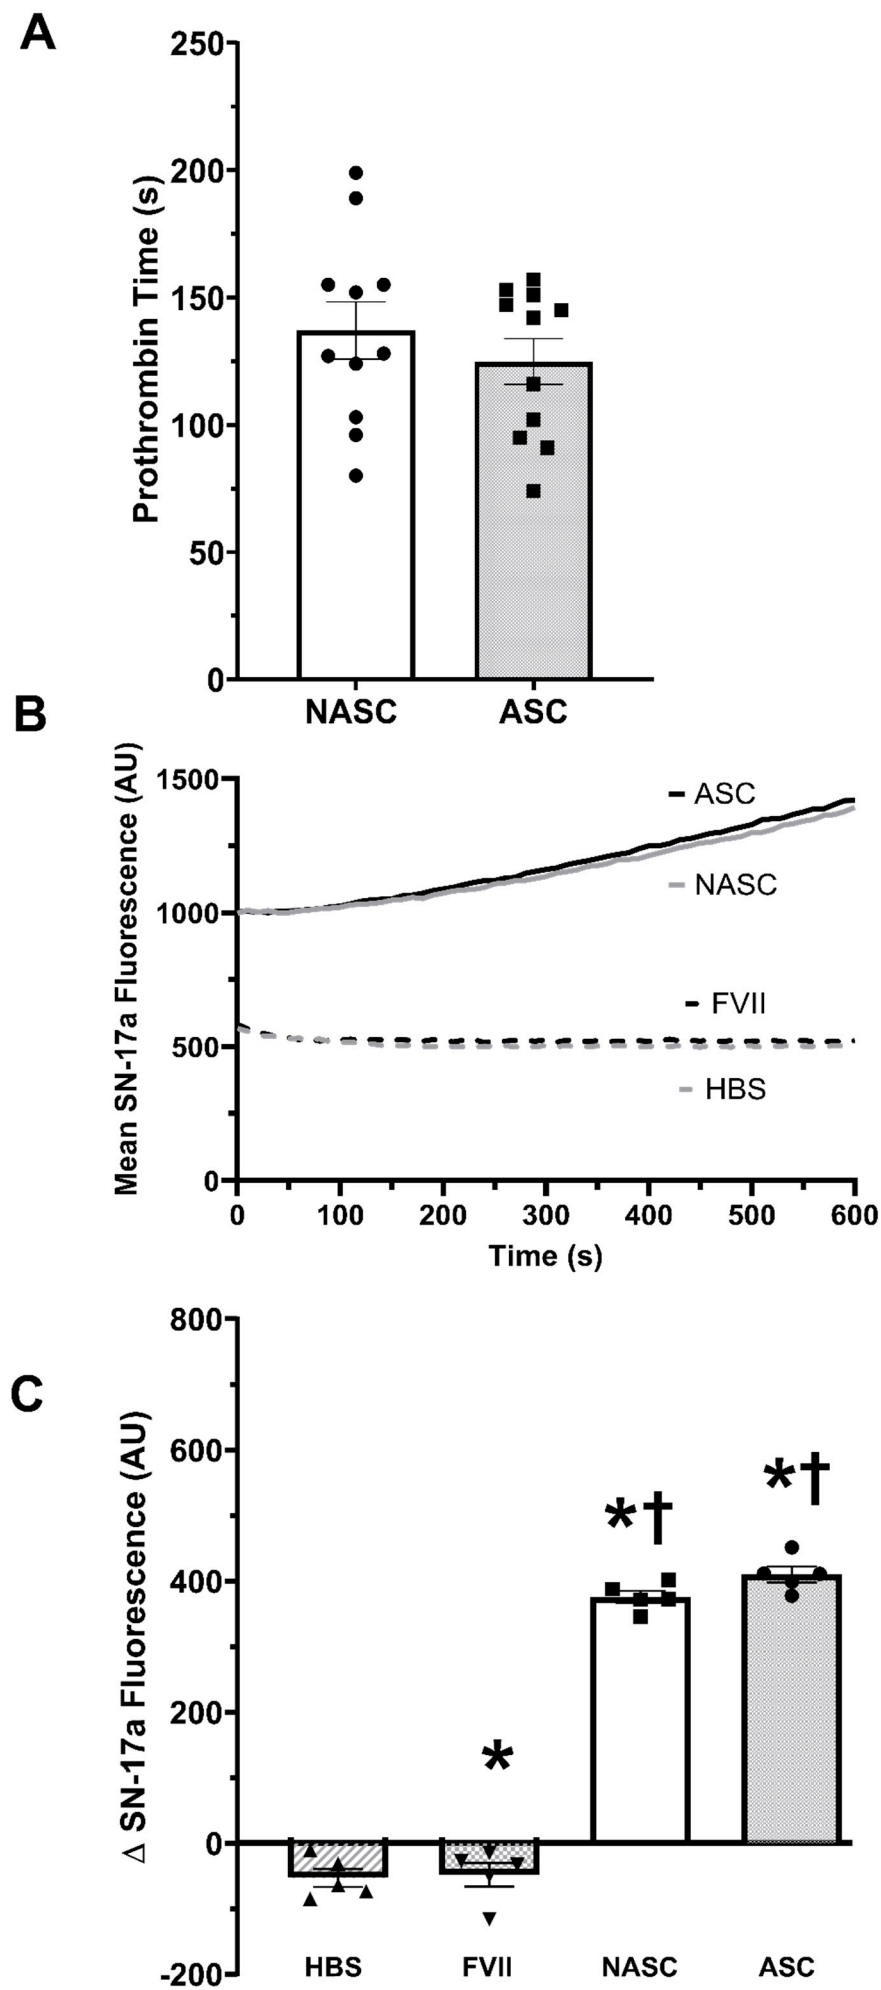 A
250
200
150
100
50
0
Prothrombin Time (s)
NASC ASC
B
1500
1000
500
0
Mean SN-17a Fluorescence (AU)
ASC
NASC
FVII
HBS
0 100 200 300 400 500 600
Time (s)
C
800
600
400
200
0
-200
Δ SN-17a Fluorescence (AU)
*
*†
*†
HBS FVII NASC ASC